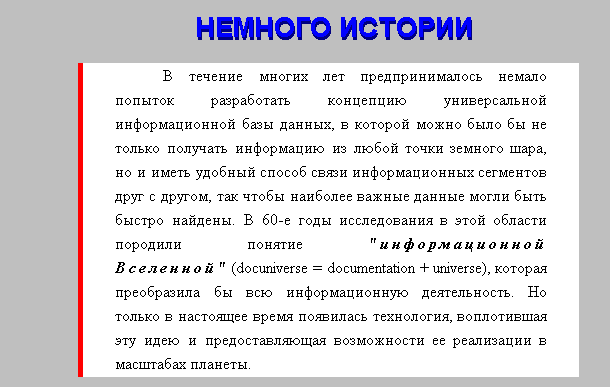 НЕМНОГО ИСТОРИИ
В течение многих лет предпринималось немало
попыток разработать концепцию универсальной
информационной базы данных, в которой можно было бы не
только получать информацию из любой точки земного шара,
но и иметь удобный способ связи информационных сегментов
друг с другом, так чтобы наиболее важные данные могли быть
быстро найдены. В 60-е годы исследования в этой области
породили понятие "информационной
Вселенной" (docuniverse = documentation + universe), которая
преобразила бы всю информационную деятельность. Но
только в настоящее время появилась технология, воплотившая
эту идею и предоставляющая возможности ее реализации в
масштабах планеты.